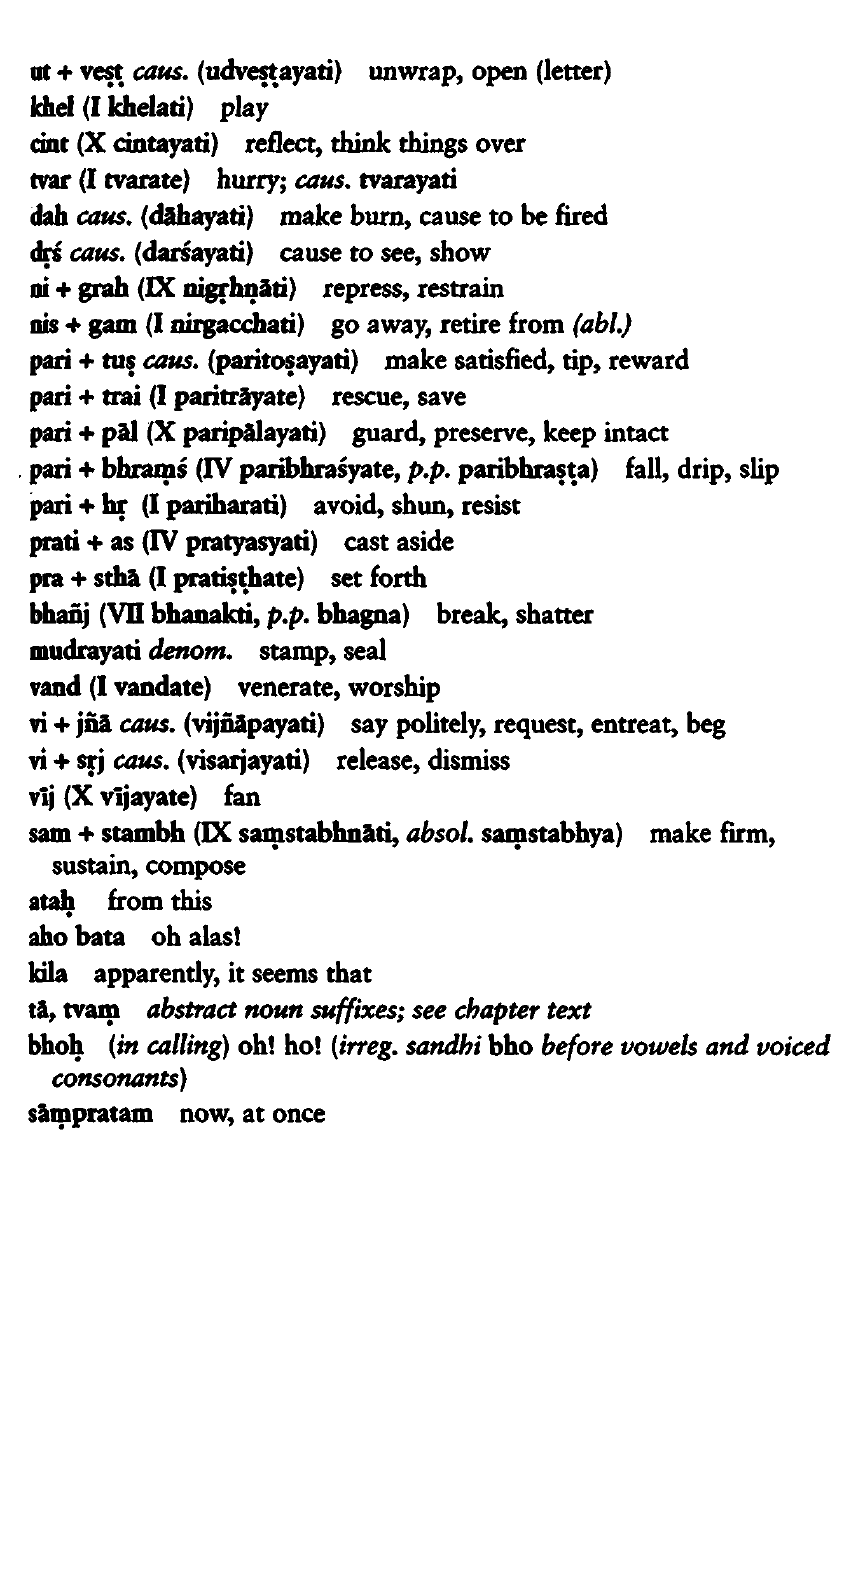 ut + veṣṭ caus. (udveṣṭayati) unwrap, open (letter)
khel (I khelati) play
cint (X cintayati) reflect, think things over
tvar (I tvarate) hurry; caus. tvarayati
dah caus. (dāhayati) make burn, cause to be fired
dṛś caus. (darśayati) cause to see, show
ni + grah (IX nigṛhṇāti) repress, restrain
nis + gam (I nirgacchati) go away, retire from (abl.)
pari + tuṣ caus. (paritoṣayati) make satisfied, tip, reward
pari + trai (I paritrāyate) rescue, save
pari + pāl (X paripālayati) guard, preserve, keep intact
pari + bhraṃś (IV paribhraśyate, p.p. paribhraṣṭa) fall, drip, slip
pari + hṛ (I pariharati) avoid, shun, resist
prati + as (IV pratyasyati) cast aside
pra + sthā (I pratiṣṭhate) set forth
bhañj (VII bhanakti, p.p. bhagna) break, shatter
mudrayati denom. stamp, seal
vand (I vandate) venerate, worship
vi + jñā caus. (vijñāpayati) say politely, request, entreat, beg
vi + sṛj caus. (visarjayati) release, dismiss
vīj (X vījayate) fan
sam + stambh (IX saṃstabhnāti, absol. saṃstabhya) make firm,
sustain, compose
ataḥ from this
aho bata oh alas!
kila apparently, it seems that
tā, tvaṃ abstract noun suffixes; see chapter text
bhoḥ (in calling) oh! ho! (irreg. sandhi bho before vowels and voiced
consonants)
sāṃpratam now, at once